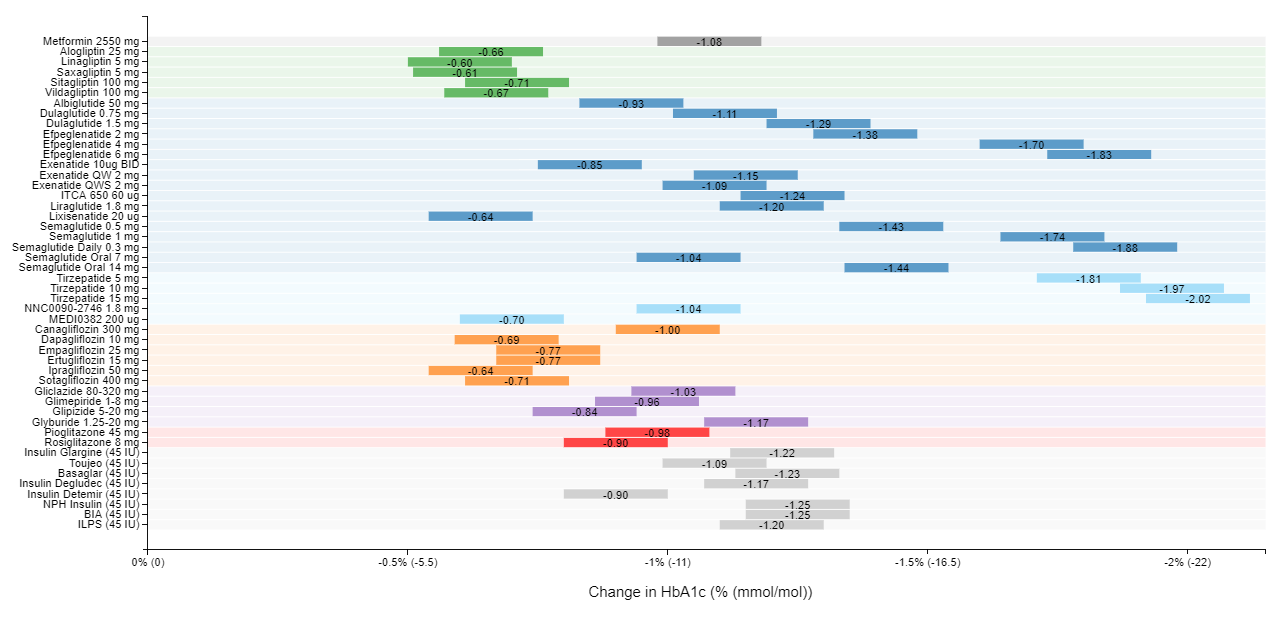 Metformin 2550 mg -1.08
Alogliptin 25 mg -0.66
Linagliptin 5 mg -0.60
Saxagliptin 5 mg -0.61
Sitagliptin 100 mg -0.71
Vildagliptin 100 mg -0.67
Albiglutide 50 mg -0.93
Dulaglutide 0.75 mg -1.11
Dulaglutide 1.5 mg -1.29
Efpeglenatide 2 mg -1.38
Efpeglenatide 4 mg -1.70
Efpeglenatide 6 mg -1.83
Exenatide 10ug BID -0.85
Exenatide QW 2 mg -1.15
Exenatide QWS 2 mg -1.09
ITCA 650 60 ug -1.24
Liraglutide 1.8 mg -1.20
Lixisenatide 20 ug -0.64
Semaglutide 0.5 mg -1.43
Semaglutide 1 mg -1.74
Semaglutide Daily 0.3 mg -1.88
Semaglutide Oral 7 mg -1.04
Semaglutide Oral 14 mg -1.44
Tirzepatide 5 mg -1.81
Tirzepatide 10 mg -1.97
Tirzepatide 15 mg -2.02
NNC0090-2746 1.8 mg -1.04
MEDI0382 200 ug -0.70
Canagliflozin 300 mg -1.00
Dapagliflozin 10 mg -0.69
Empagliflozin 25 mg -0.77
Ertugliflozin 15 mg -0.77
Ipragliflozin 50 mg -0.64
Sotagliflozin 400 mg -0.71
Gliclazide 80-320 mg -1.03
Glimepiride 1-8 mg -0.96
Glipizide 5-20 mg -0.84
Glyburide 1.25-20 mg -1.17
Pioglitazone 45 mg -0.98
Rosiglitazone 8 mg -0.90
Insulin Glargine (45 IU) -1.22
Toujeo (45 IU) -1.09
Basaglar (45 IU) -1.23
Insulin Degludec (45 IU) -1.17
Insulin Detemir (45 IU) -0.90
NPH Insulin (45 IU) -1.25
BIA (45 IU) -1.25
ILPS (45 IU) -1.20
0% (0) -0.5% (-5.5) -1% (-11) -1.5% (-16.5) -2% (-22)
Change in HbA1c (% (mmol/mol))